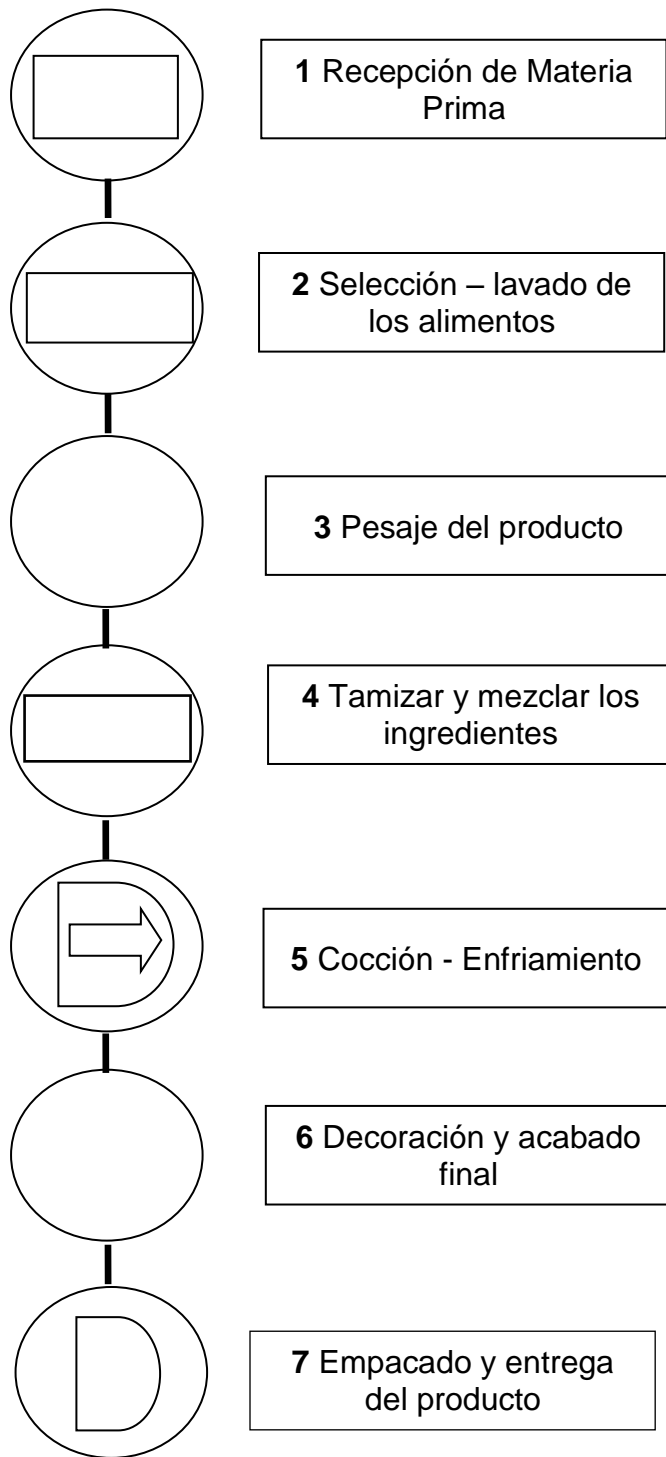 1 Recepción de Materia
Prima
2 Selección – lavado de
los alimentos
3 Pesaje del producto
4 Tamizar y mezclar los
ingredientes
5 Cocción - Enfriamiento
6 Decoración y acabado
final
7 Empacado y entrega
del producto